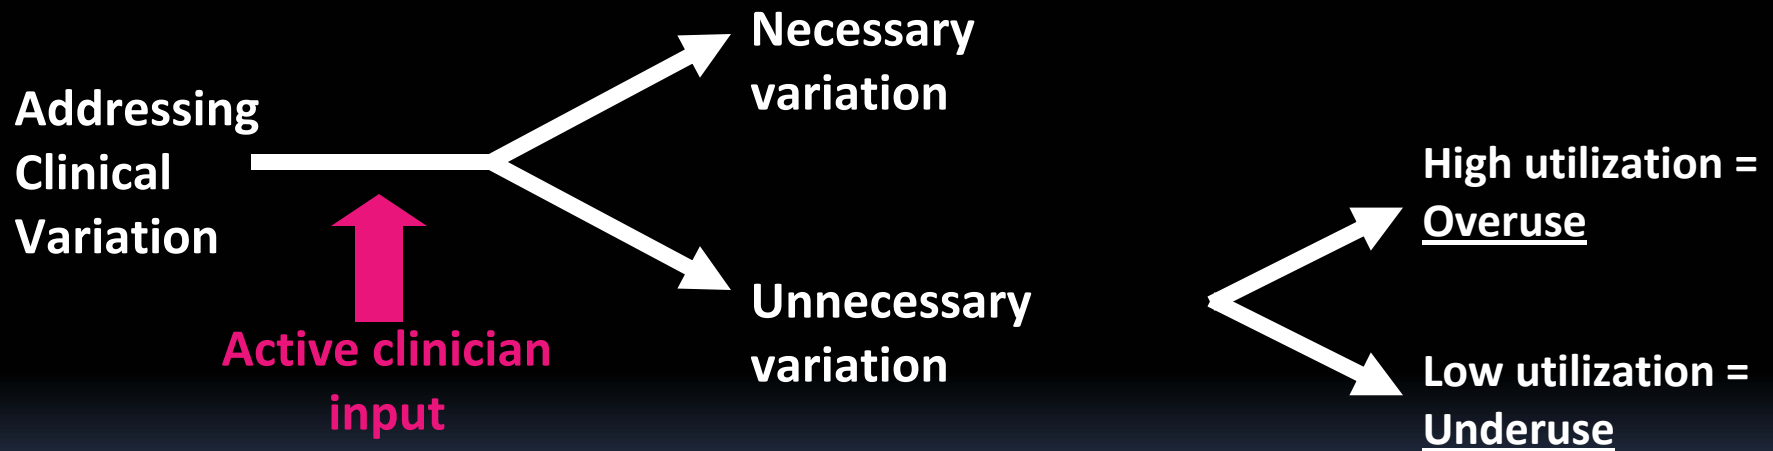 Addressing
Clinical
Variation
Active clinician
input
Necessary
variation
Unnecessary
variation
High utilization =
Overuse
Low utilization =
Underuse